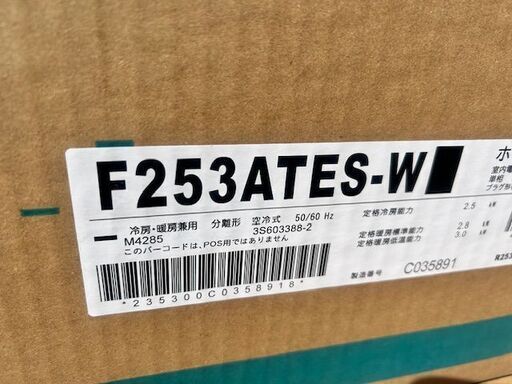 F253ATES-W
ホ
冷房・暖房兼用 分離形 空冷式 50/60 Hz
M4285 3S603388-2
このバーコードは、POS用ではありません
*235300C0358918*
定格冷房能力 2.5 kW
定格暖房標準能力 2.8 kW
定格暖房低温能力 3.0 kW
製造番号 C035891
室内電
単相
プラグ形
R253